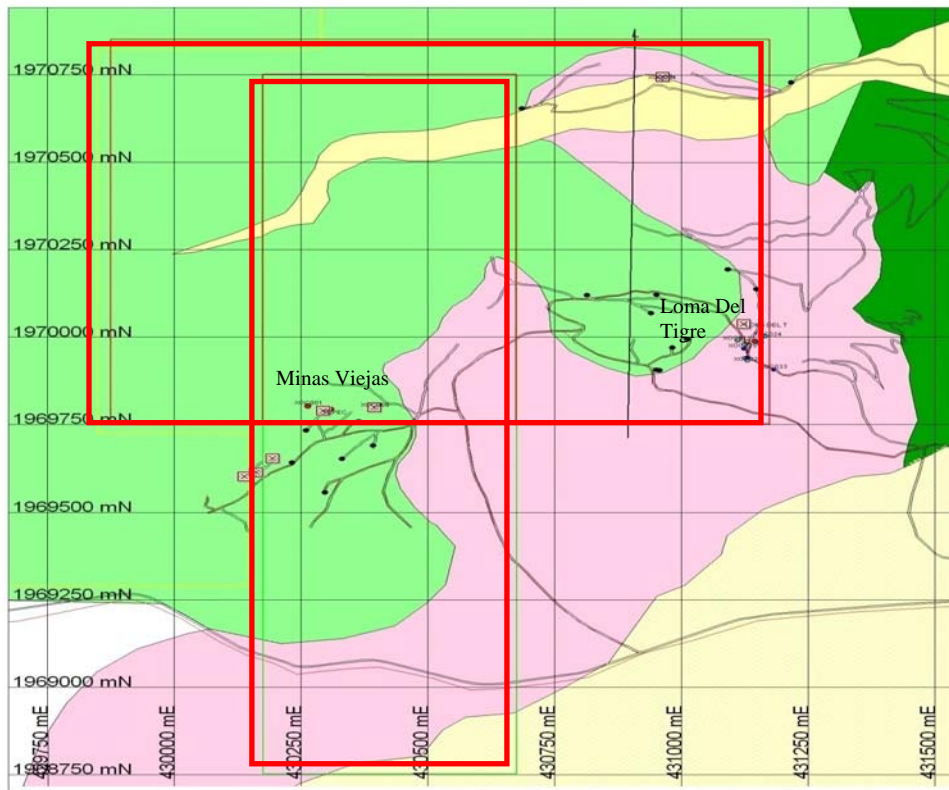 1970750 mN
1970500 mN
1970250 mN
Loma Del
Tigre
1970000 mN
Minas Viejas
1969750 mN
1969500 mN
1969250 mN
1969000 mN
1968750 mN
429750 mE
430000 mE
430250 mE
430500 mE
430750 mE
431000 mE
431250 mE
431500 mE